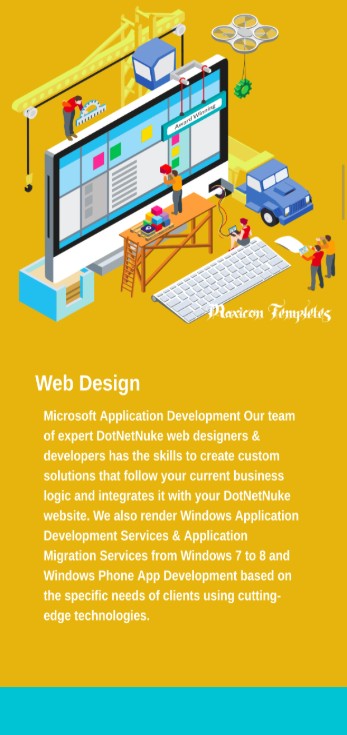 Award Winning
Maxicon Templetes
Web Design
Microsoft Application Development Our team
of expert DotNetNuke web designers &
developers has the skills to create custom
solutions that follow your current business
logic and integrates it with your DotNetNuke
website. We also render Windows Application
Development Services & Application
Migration Services from Windows 7 to 8 and
Windows Phone App Development based on
the specific needs of clients using cutting-
edge technologies.